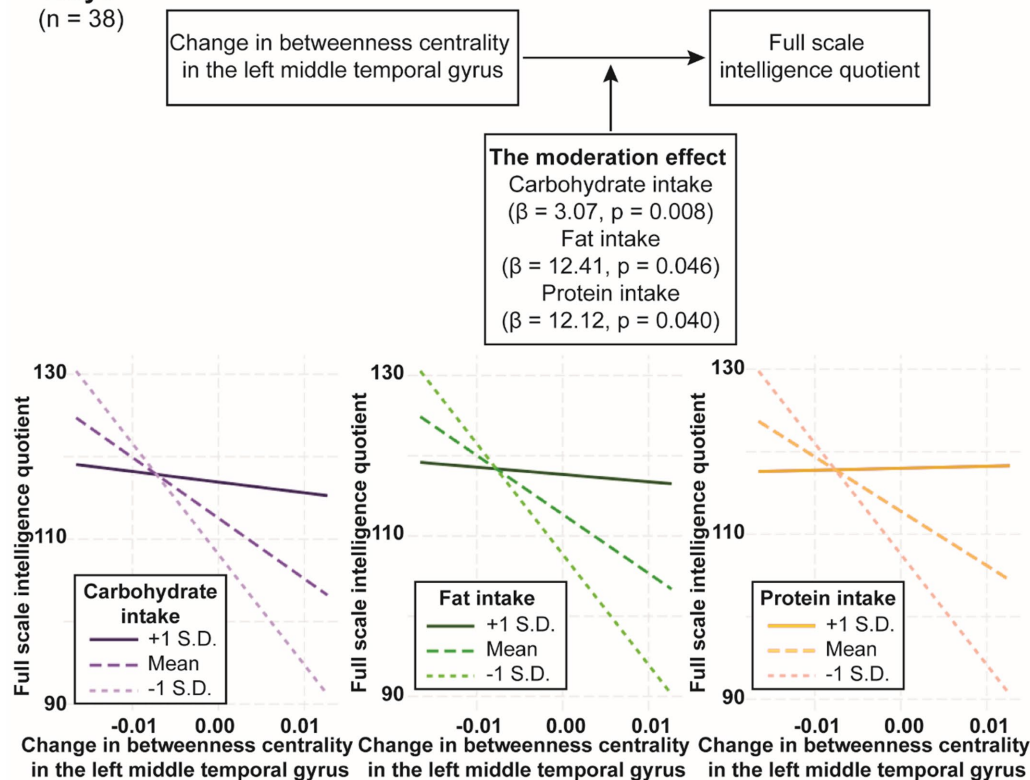 (n = 38)
Change in betweenness centrality
in the left middle temporal gyrus
Full scale
intelligence quotient
The moderation effect
Carbohydrate intake
(β = 3.07, p = 0.008)
Fat intake
(β = 12.41, p = 0.046)
Protein intake
(β = 12.12, p = 0.040)
Full scale intelligence quotient
130
110
90
Carbohydrate
intake
+1 S.D.
Mean
-1 S.D.
-0.01 0.00 0.01
Change in betweenness centrality
in the left middle temporal gyrus
Full scale intelligence quotient
130
110
90
Fat intake
+1 S.D.
Mean
-1 S.D.
-0.01 0.00 0.01
Change in betweenness centrality
in the left middle temporal gyrus
Full scale intelligence quotient
130
110
90
Protein intake
+1 S.D.
Mean
-1 S.D.
-0.01 0.00 0.01
Change in betweenness centrality
in the left middle temporal gyrus